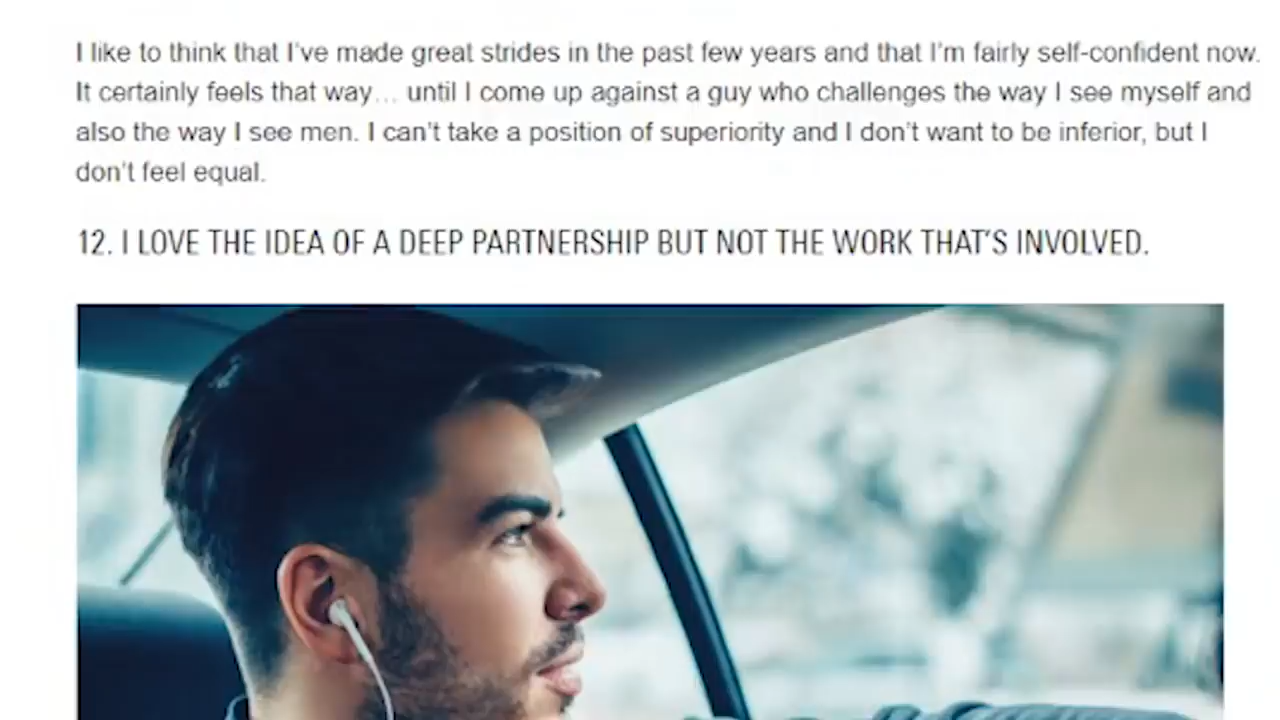 I like to think that I've made great strides in the past few years and that I'm fairly self-confident now.
It certainly feels that way… until I come up against a guy who challenges the way I see myself and
also the way I see men. I can't take a position of superiority and I don't want to be inferior, but I
don't feel equal.
12. I LOVE THE IDEA OF A DEEP PARTNERSHIP BUT NOT THE WORK THAT'S INVOLVED.